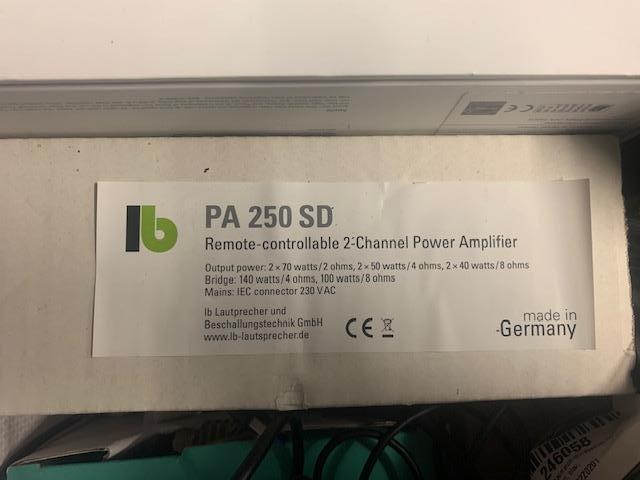 lb
PA 250 SD
Remote-controllable 2-Channel Power Amplifier
Output power: 2 x 70 watts/2 ohms, 2 x 50 watts/4 ohms, 2 x 40 watts/8 ohms
Bridge: 140 watts/4 ohms, 100 watts/8 ohms
Mains: IEC connector 230 VAC
lb Lautprecher und
Beschallungstechnik GmbH
www.lb-lautsprecher.de
CE
made in
Germany
246058